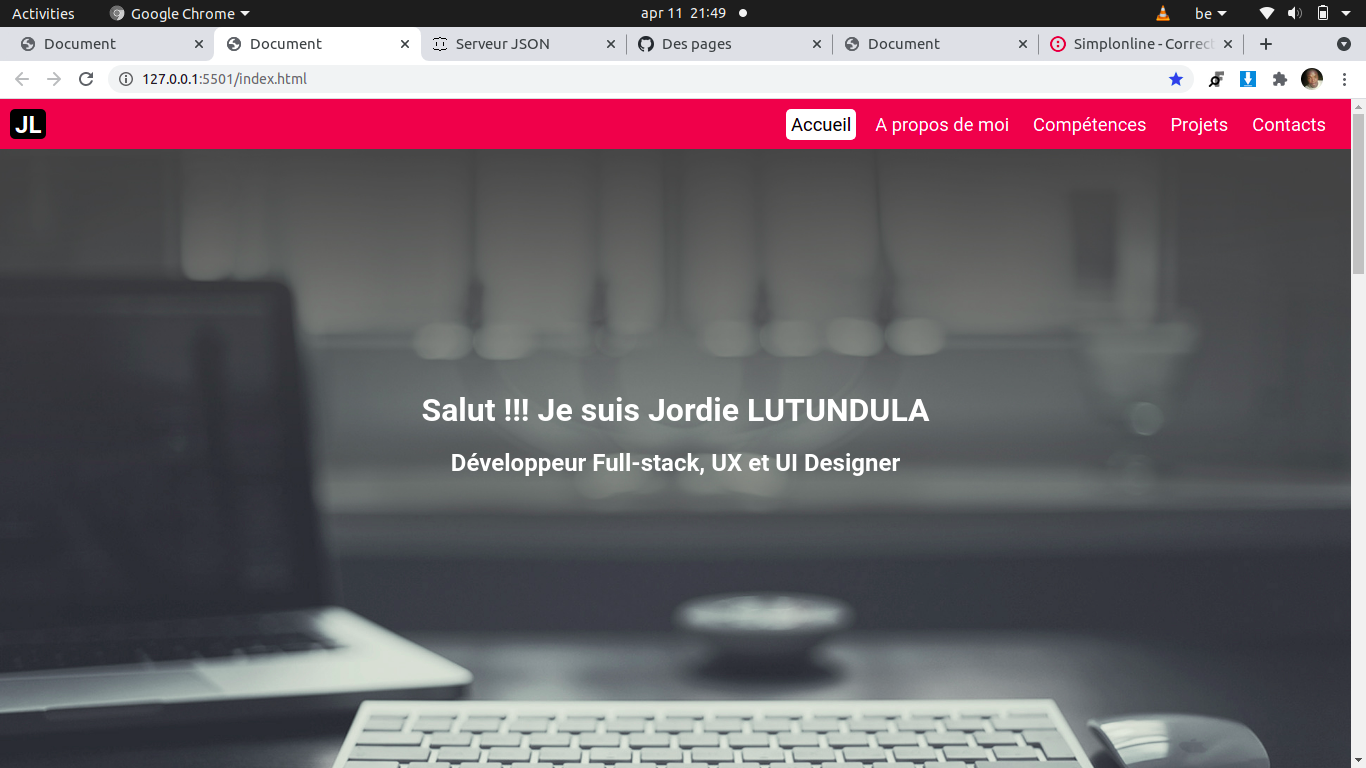 Activities Google Chrome apr 11 21:49 be
Document Document Serveur JSON Des pages Document Simplonline - Correct
127.0.0.1:5501/index.html
JL Accueil A propos de moi Compétences Projets Contacts
Salut !!! Je suis Jordie LUTUNDULA
Développeur Full-stack, UX et UI Designer